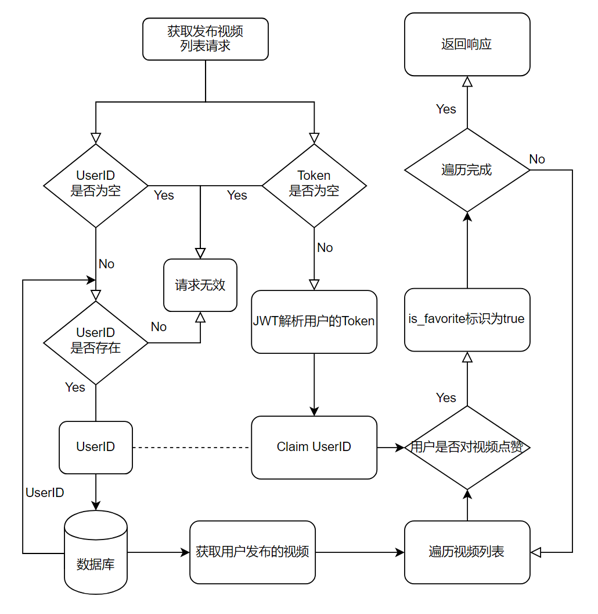 获取发布视频
列表请求
返回响应
Yes
UserID
是否为空
Yes
Yes
Token
是否为空
遍历完成
No
No
No
请求无效
JWT解析用户的Token
is_favorite标识为true
UserID
是否存在
No
Yes
Yes
UserID
Claim UserID
用户是否对视频点赞
UserID
数据库
获取用户发布的视频
遍历视频列表